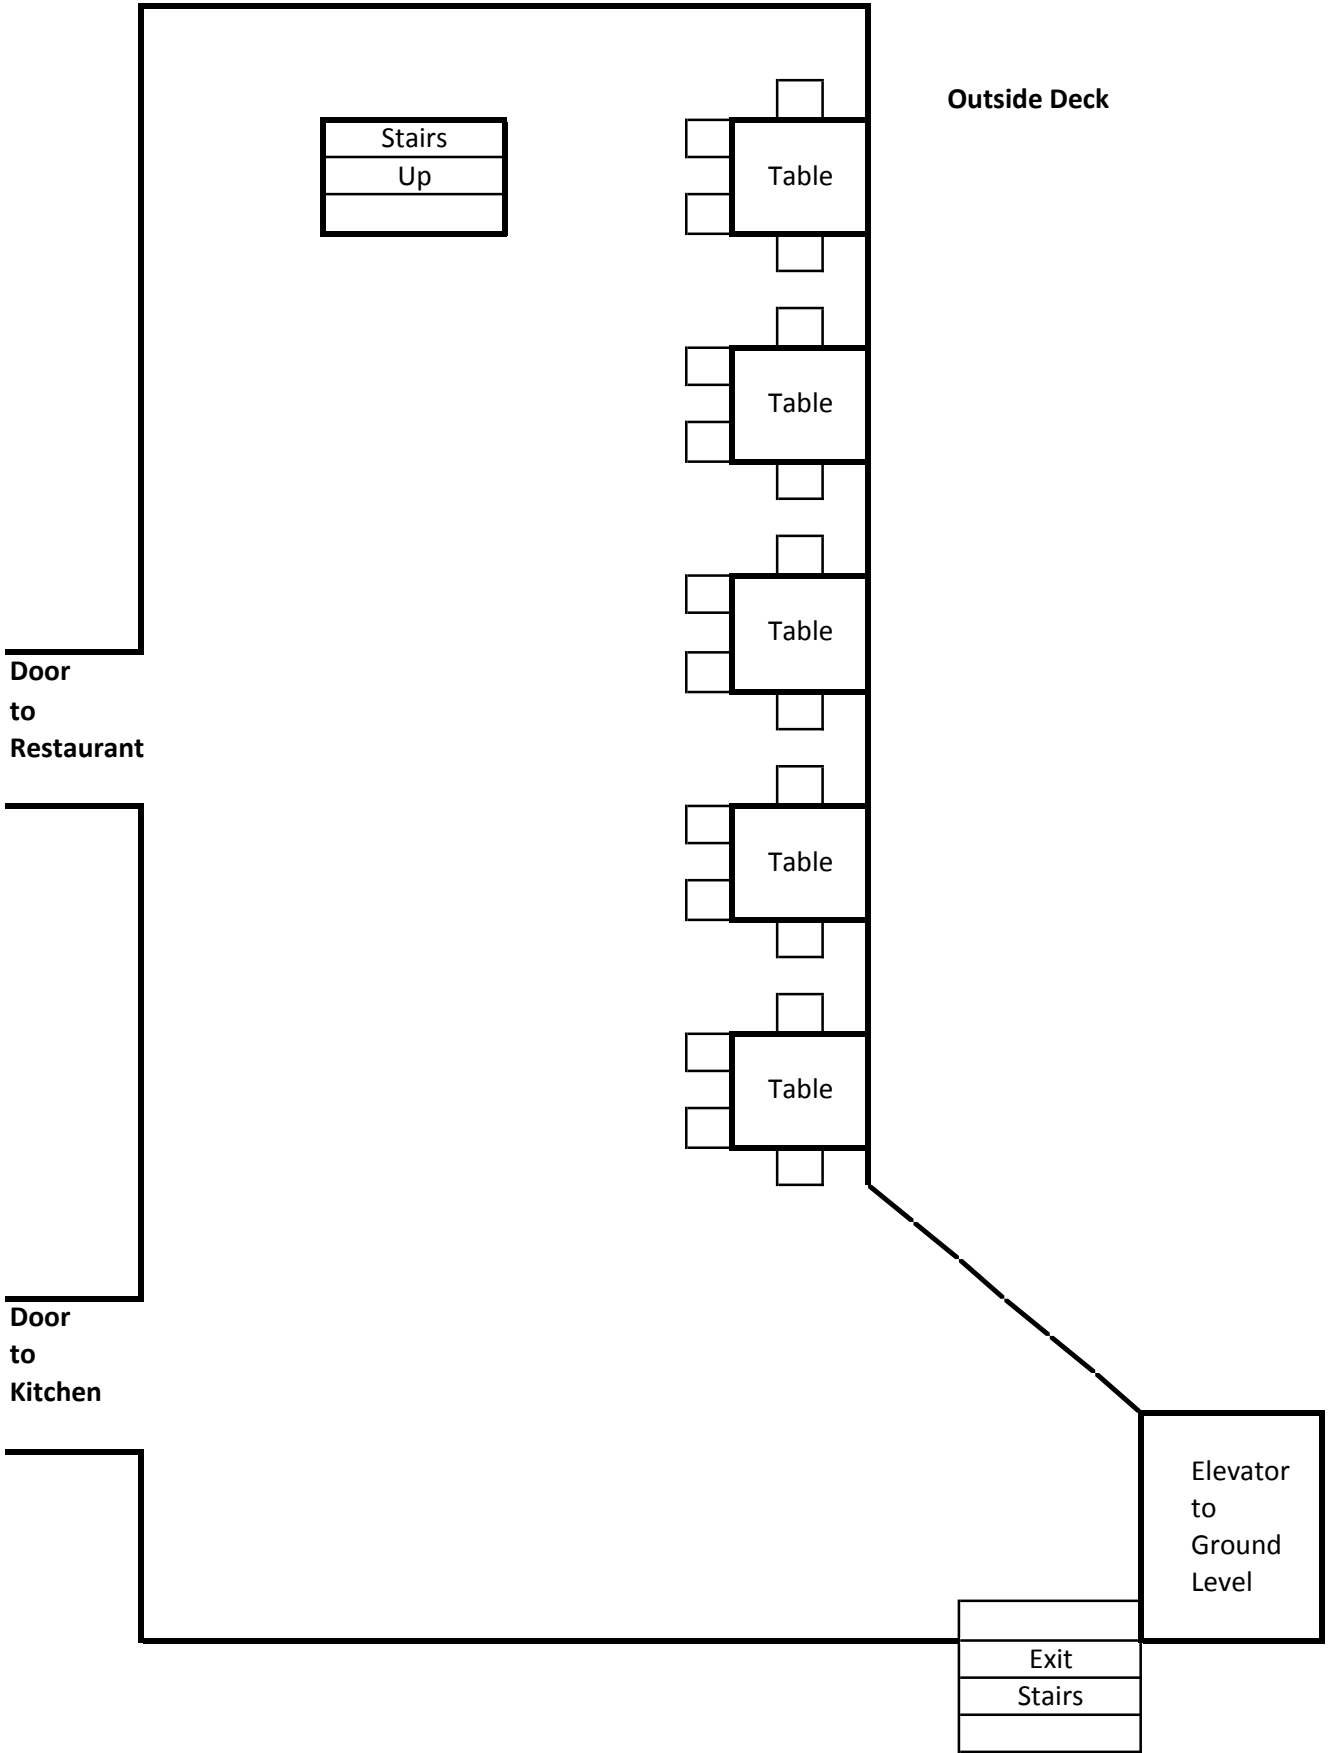 Outside Deck
Stairs
Up
Table
Table
Table
Door
to
Restaurant
Table
Table
Door
to
Kitchen
Elevator
to
Ground
Level
Exit
Stairs